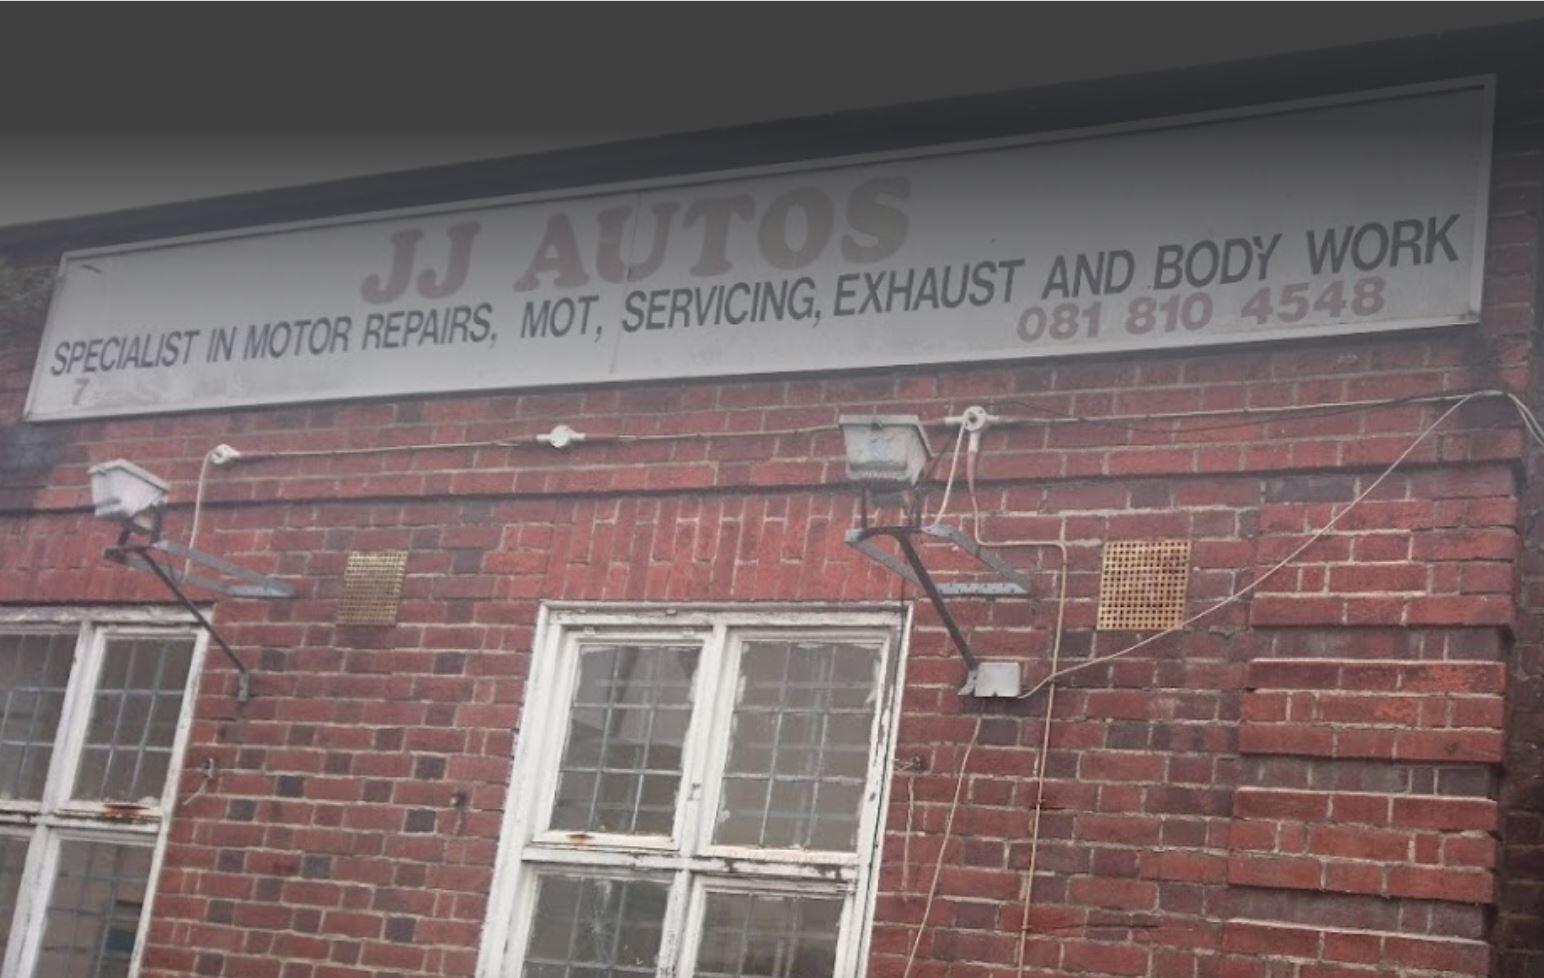 JJ AUTOS
SPECIALIST IN MOTOR REPAIRS, MOT, SERVICING, EXHAUST AND BODY WORK
081 810 4548
7